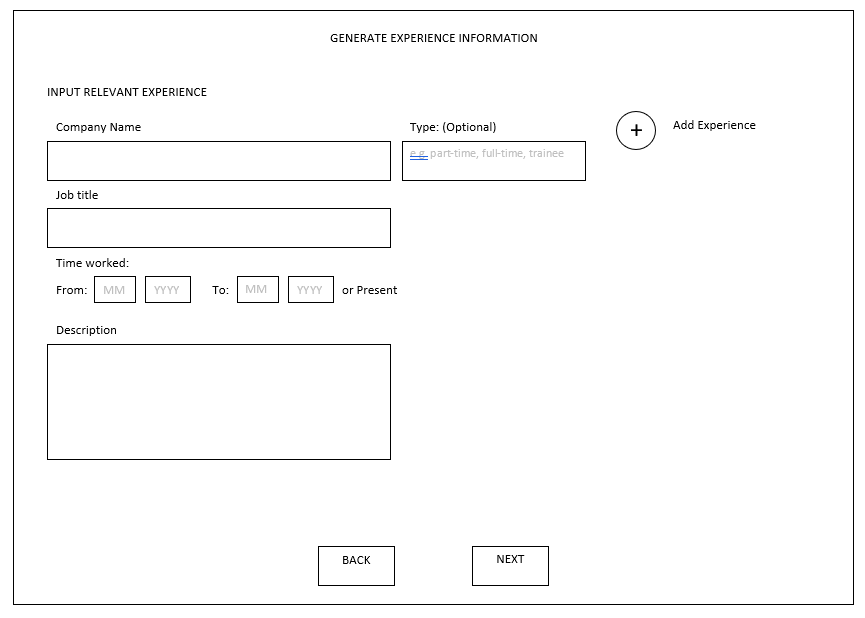 GENERATE EXPERIENCE INFORMATION
INPUT RELEVANT EXPERIENCE
Company Name
Type: (Optional)
+
Add Experience
e.g. part-time, full-time, trainee
Job title
Time worked:
From: MM YYYY To: MM YYYY or Present
Description
BACK
NEXT